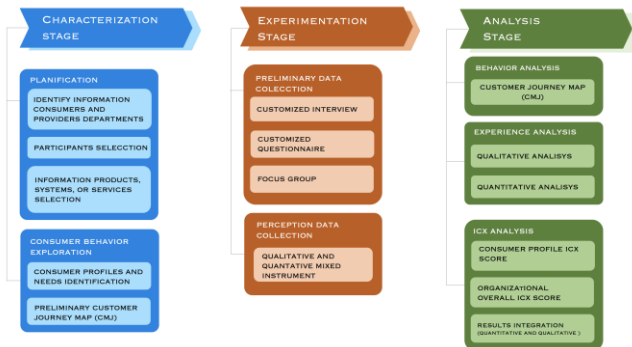 CHARACTERIZATION
STAGE
PLANIFICATION
IDENTIFY INFORMATION
CONSUMERS AND
PROVIDERS DEPARTMENTS
PARTICIPANTS SELECCTION
INFORMATION PRODUCTS,
SYSTEMS, OR SERVICES
SELECTION
CONSUMER BEHAVIOR
EXPLORATION
CONSUMER PROFILES AND
NEEDS IDENTIFICATION
PRELIMINARY CUSTOMER
JOURNEY MAP (CMJ)
EXPERIMENTATION
STAGE
PRELIMINARY DATA
COLECCTION
CUSTOMIZED INTERVIEW
CUSTOMIZED
QUESTIONNAIRE
FOCUS GROUP
PERCEPTION DATA
COLLECTION
QUALITATIVE AND
QUANTATIVE MIXED
INSTRUMENT
ANALYSIS
STAGE
BEHAVIOR ANALYSIS
CUSTOMER JOURNEY MAP
(CMJ)
EXPERIENCE ANALYSIS
QUALITATIVE ANALISYS
QUANTITATIVE ANALISYS
ICX ANALYSIS
CONSUMER PROFILE ICX
SCORE
ORGANIZATIONAL
OVERALL ICX SCORE
RESULTS INTEGRATION
(QUANTITATIVE AND QUALITATIVE )